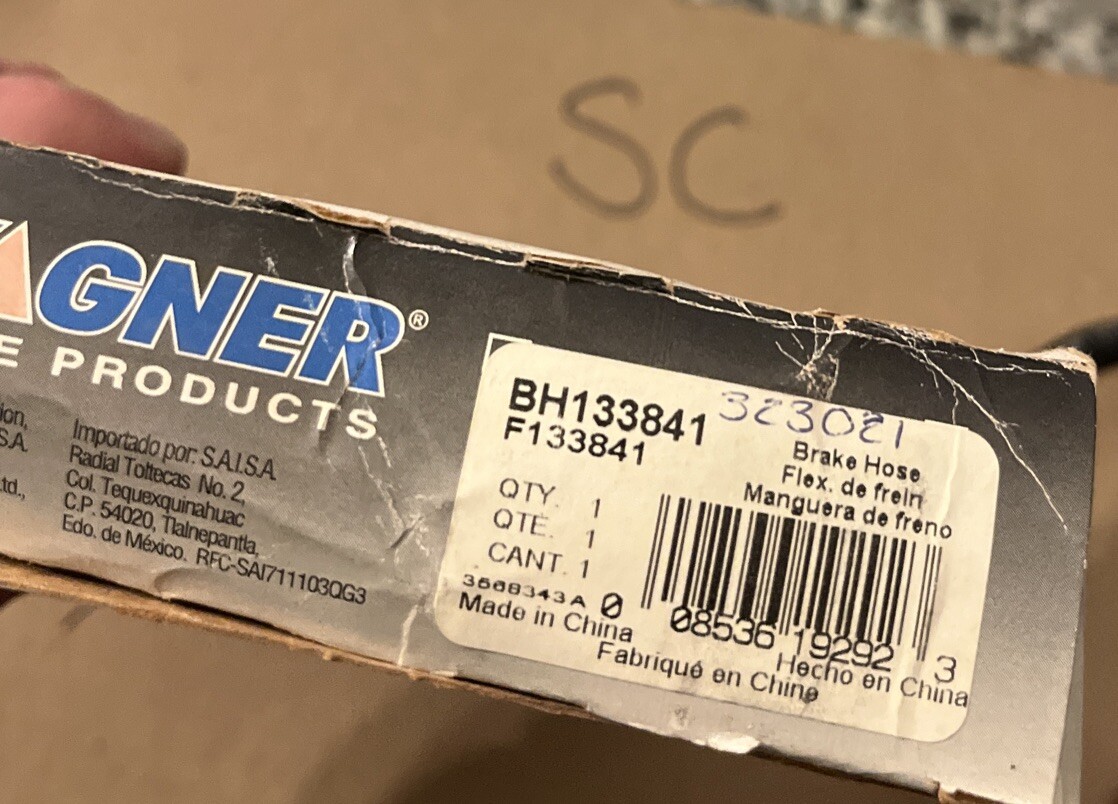 SC
AGNER®
E PRODUCTS
ion,
S.A.
td.,
Importado por: S.A.I.S.A.
Radial Toltecas No. 2,
Col. Tequexquinahuac
C.P. 54020, Tlalnepantla,
Edo. de México. RFC-SAI711103QG3
BH133841 323021
F133841
Brake Hose
Flex. de frein
Manguera de freno
QTY. 1
QTE. 1
CANT. 1
3668343A
0 08536 19292 3
Made in China
Fabriqué en Chine
Hecho en China